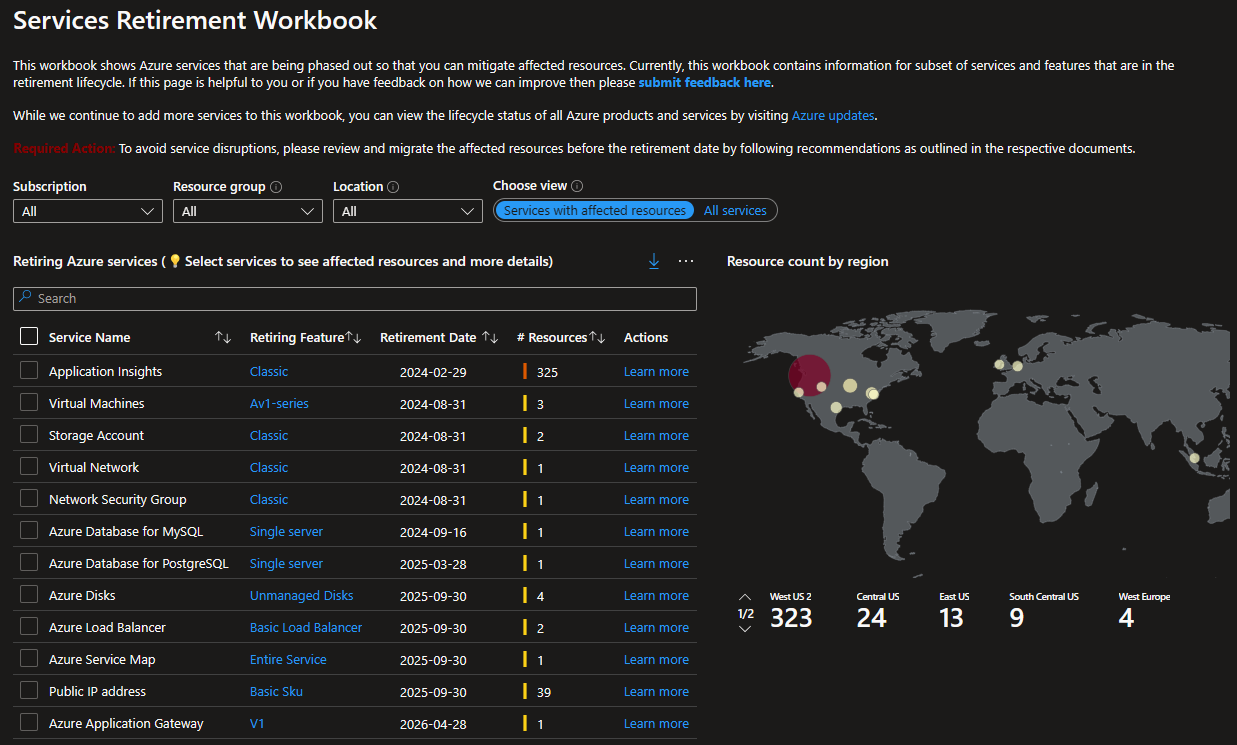 Services Retirement Workbook
This workbook shows Azure services that are being phased out so that you can mitigate affected resources. Currently, this workbook contains information for subset of services and features that are in the
retirement lifecycle. If this page is helpful to you or if you have feedback on how we can improve then please submit feedback here.
While we continue to add more services to this workbook, you can view the lifecycle status of all Azure products and services by visiting Azure updates.
Required Action: To avoid service disruptions, please review and migrate the affected resources before the retirement date by following recommendations as outlined in the respective documents.
Subscription Resource group Location Choose view
All All All Services with affected resources All services
Retiring Azure services ( 💡 Select services to see affected resources and more details) Resource count by region
Search
Service Name Retiring Feature Retirement Date # Resources Actions
Application Insights Classic 2024-02-29 325 Learn more
Virtual Machines Av1-series 2024-08-31 3 Learn more
Storage Account Classic 2024-08-31 2 Learn more
Virtual Network Classic 2024-08-31 1 Learn more
Network Security Group Classic 2024-08-31 1 Learn more
Azure Database for MySQL Single server 2024-09-16 1 Learn more
Azure Database for PostgreSQL Single server 2025-03-28 1 Learn more
Azure Disks Unmanaged Disks 2025-09-30 4 Learn more
Azure Load Balancer Basic Load Balancer 2025-09-30 2 Learn more
Azure Service Map Entire Service 2025-09-30 1 Learn more
Public IP address Basic Sku 2025-09-30 39 Learn more
Azure Application Gateway V1 2026-04-28 1 Learn more
West US 2 Central US East US South Central US West Europe
1/2 323 24 13 9 4